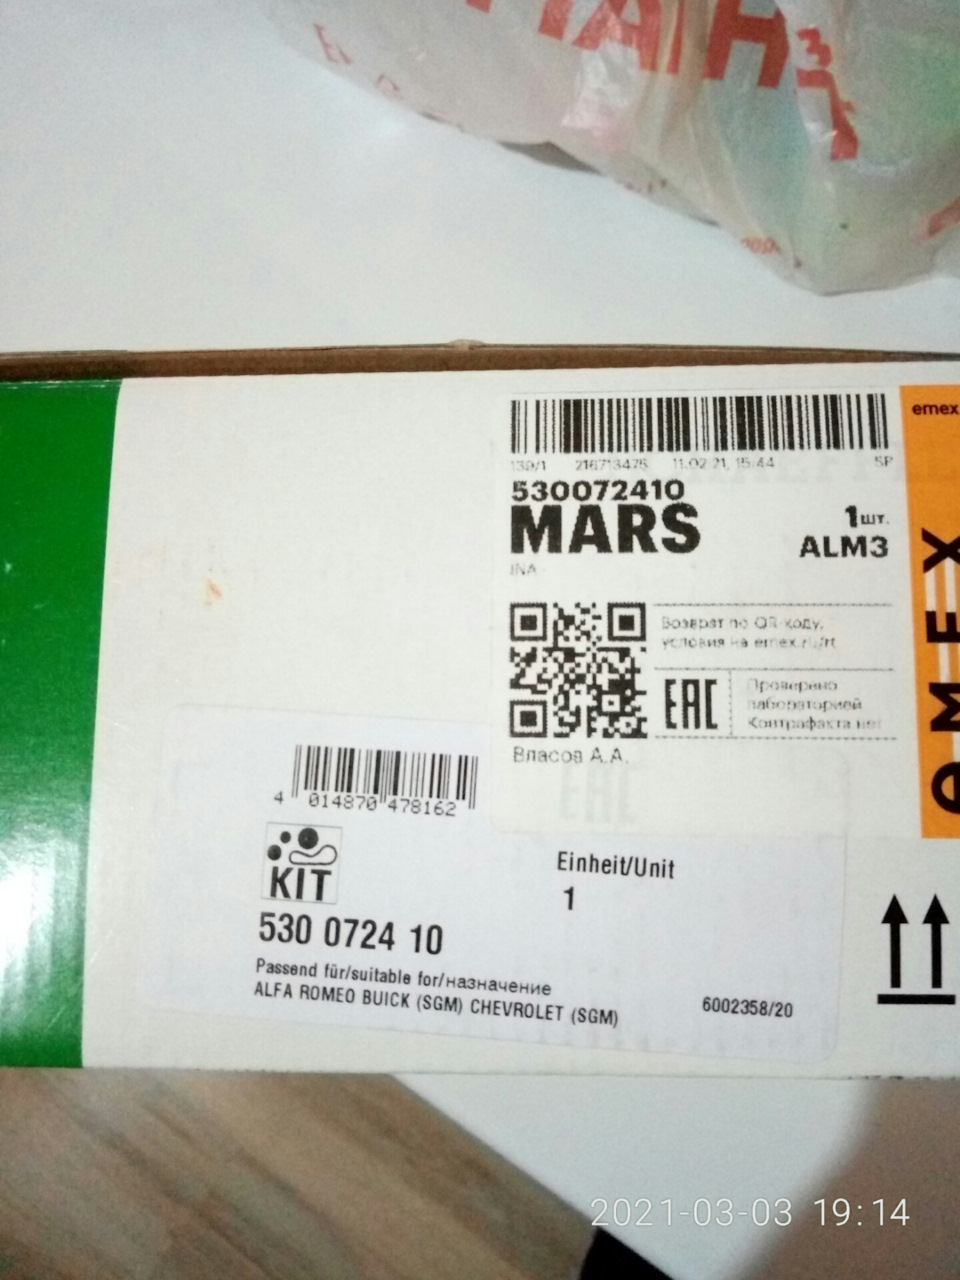 emex
130/1 216713475 11.02.21, 15:44 SP
530072410
MARS
1шт.
ALM3
INA
Возврат по QR-коду,
условия на emex.ru/rt
EAC
Проверено
лабораторией
Контрафакта нет
Власов А.А.
emex
4 014870 478162
KIT
Einheit/Unit
1
530 0724 10
Passend für/suitable for/назначение
ALFA ROMEO BUICK (SGM) CHEVROLET (SGM)
6002358/20
2021-03-03 19:14